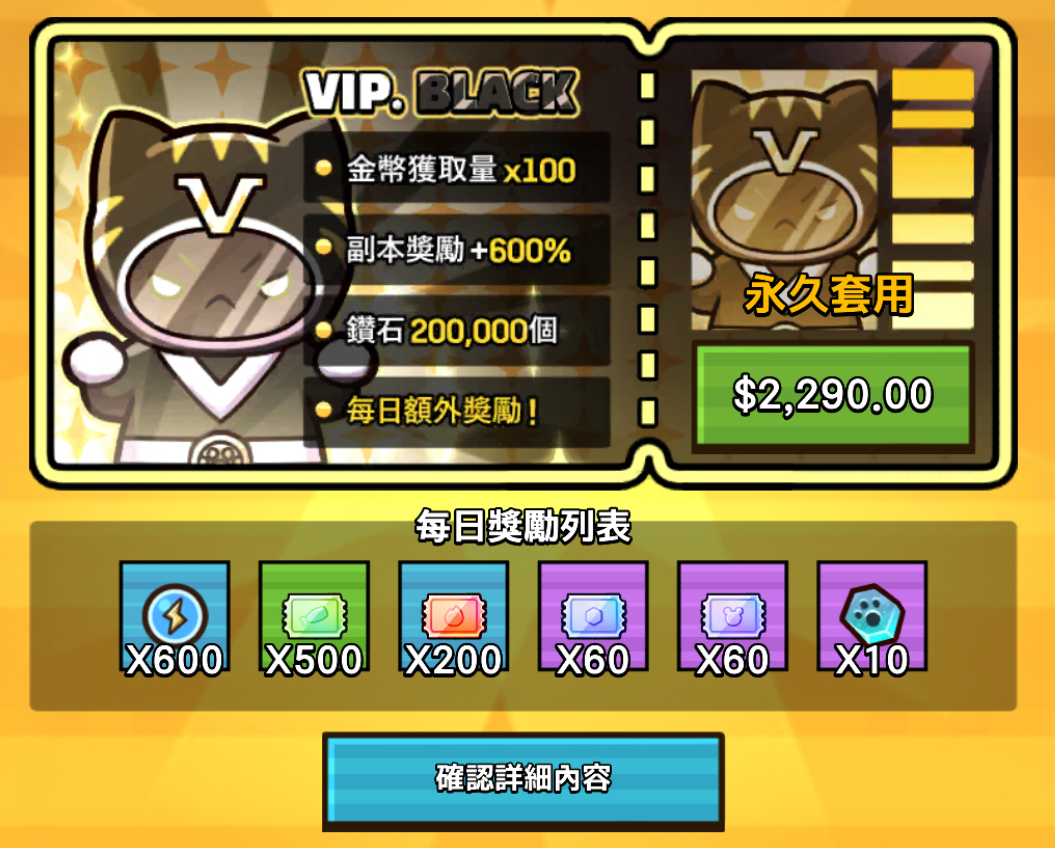 VIP. BLACK
金幣獲取量 x100
副本獎勵 +600%
鑽石 200,000個
每日額外獎勵！
V
V
永久套用
$2,290.00
每日獎勵列表
X600
X500
X200
X60
X60
X10
確認詳細內容